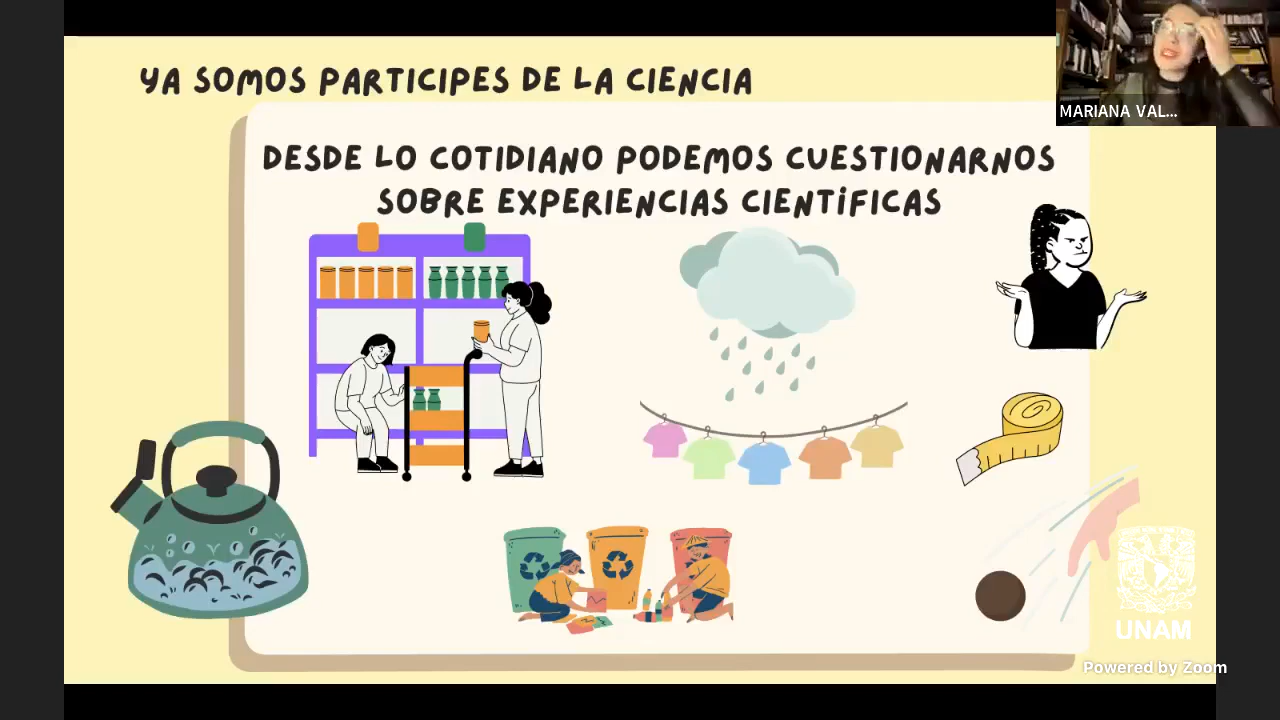 YA SOMOS PARTICIPES DE LA CIENCIA
MARIANA VAL...
DESDE LO COTIDIANO PODEMOS CUESTIONARNOS
SOBRE EXPERIENCIAS CIENTÍFICAS
UNAM
Powered by Zoom